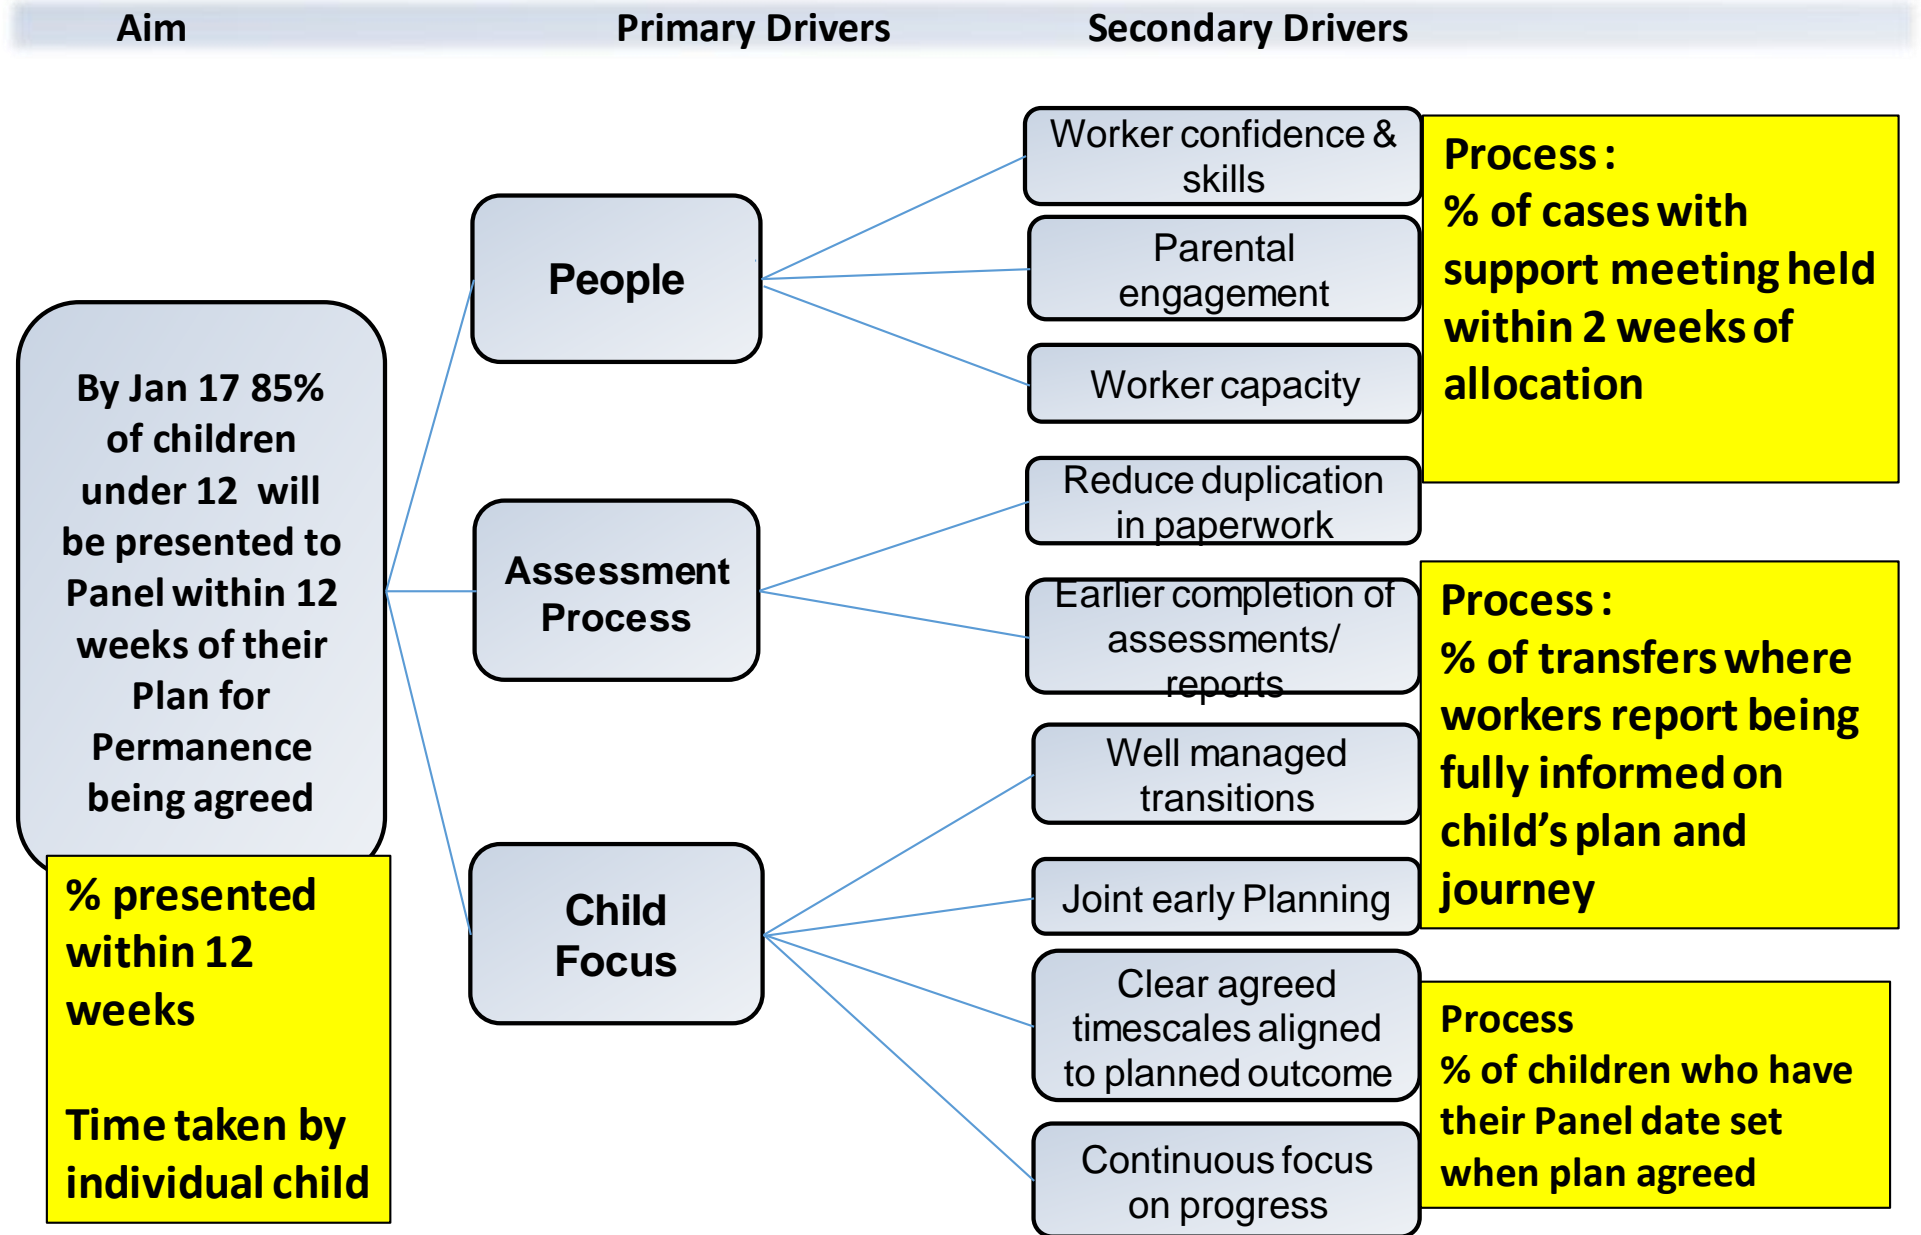 Aim
Primary Drivers
Secondary Drivers
By Jan 17 85%
of children
under 12 will
be presented to
Panel within 12
weeks of their
Plan for
Permanence
being agreed
% presented
within 12
weeks
Time taken by
individual child
People
Assessment
Process
Child
Focus
Worker confidence &
skills
Parental
engagement
Worker capacity
Reduce duplication
in paperwork
Earlier completion of
assessments/
reports
Well managed
transitions
Joint early Planning
Clear agreed
timescales aligned
to planned outcome
Continuous focus
on progress
Process :
% of cases with
support meeting held
within 2 weeks of
allocation
Process :
% of transfers where
workers report being
fully informed on
child’s plan and
journey
Process
% of children who have
their Panel date set
when plan agreed